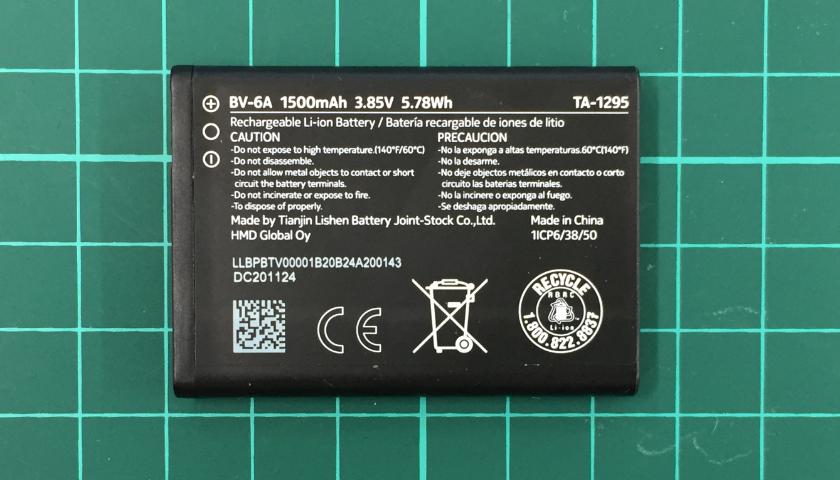 BV-6A 1500mAh 3.85V 5.78Wh TA-1295
Rechargeable Li-ion Battery / Batería recargable de iones de litio
CAUTION
-Do not expose to high temperature.(140°F/60°C)
-Do not disassemble.
-Do not allow metal objects to contact or short
circuit the battery terminals.
-Do not incinerate or expose to fire.
-To dispose of properly.
PRECAUCION
-No la exponga a altas temperaturas.60°C(140°F)
-No la desarme.
-No deje objectos metálicos en contacto o corto
circuito las baterias terminales.
-No la incinere o exponga al fuego.
-Se deshaga apropiadamente.
Made by Tianjin Lishen Battery Joint-Stock Co.,Ltd. Made in China
HMD Global Oy 1ICP6/38/50
LLBPBTV00001B20B24A200143
DC201124
CE
RECYCLE
RBRC
Li-ion
1.800.822.8837